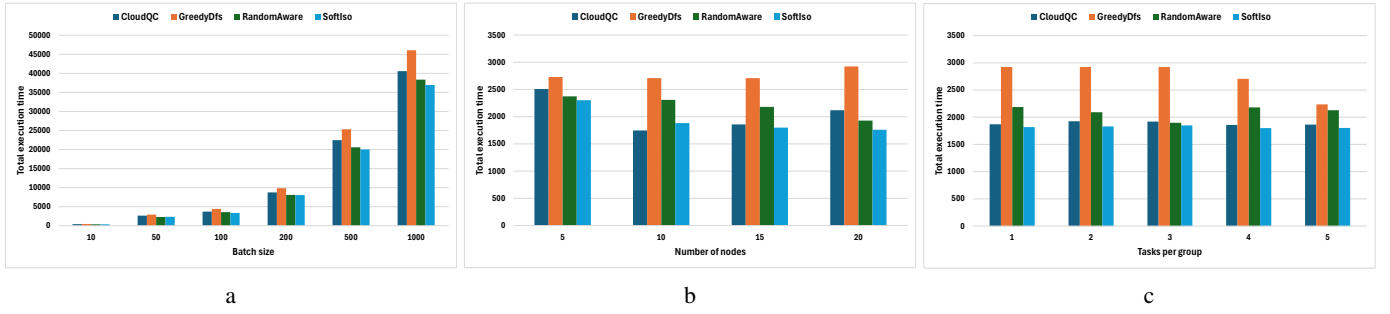 CloudQC GreedyDfs RandomAware SoftIso
Total execution time
50000
45000
40000
35000
30000
25000
20000
15000
10000
5000
0
10 50 100 200 500 1000
Batch size
a
CloudQC GreedyDfs RandomAware SoftIso
Total execution time
3500
3000
2500
2000
1500
1000
500
0
5 10 15 20
Number of nodes
b
CloudQC GreedyDfs RandomAware SoftIso
Total execution time
3500
3000
2500
2000
1500
1000
500
0
1 2 3 4 5
Tasks per group
c